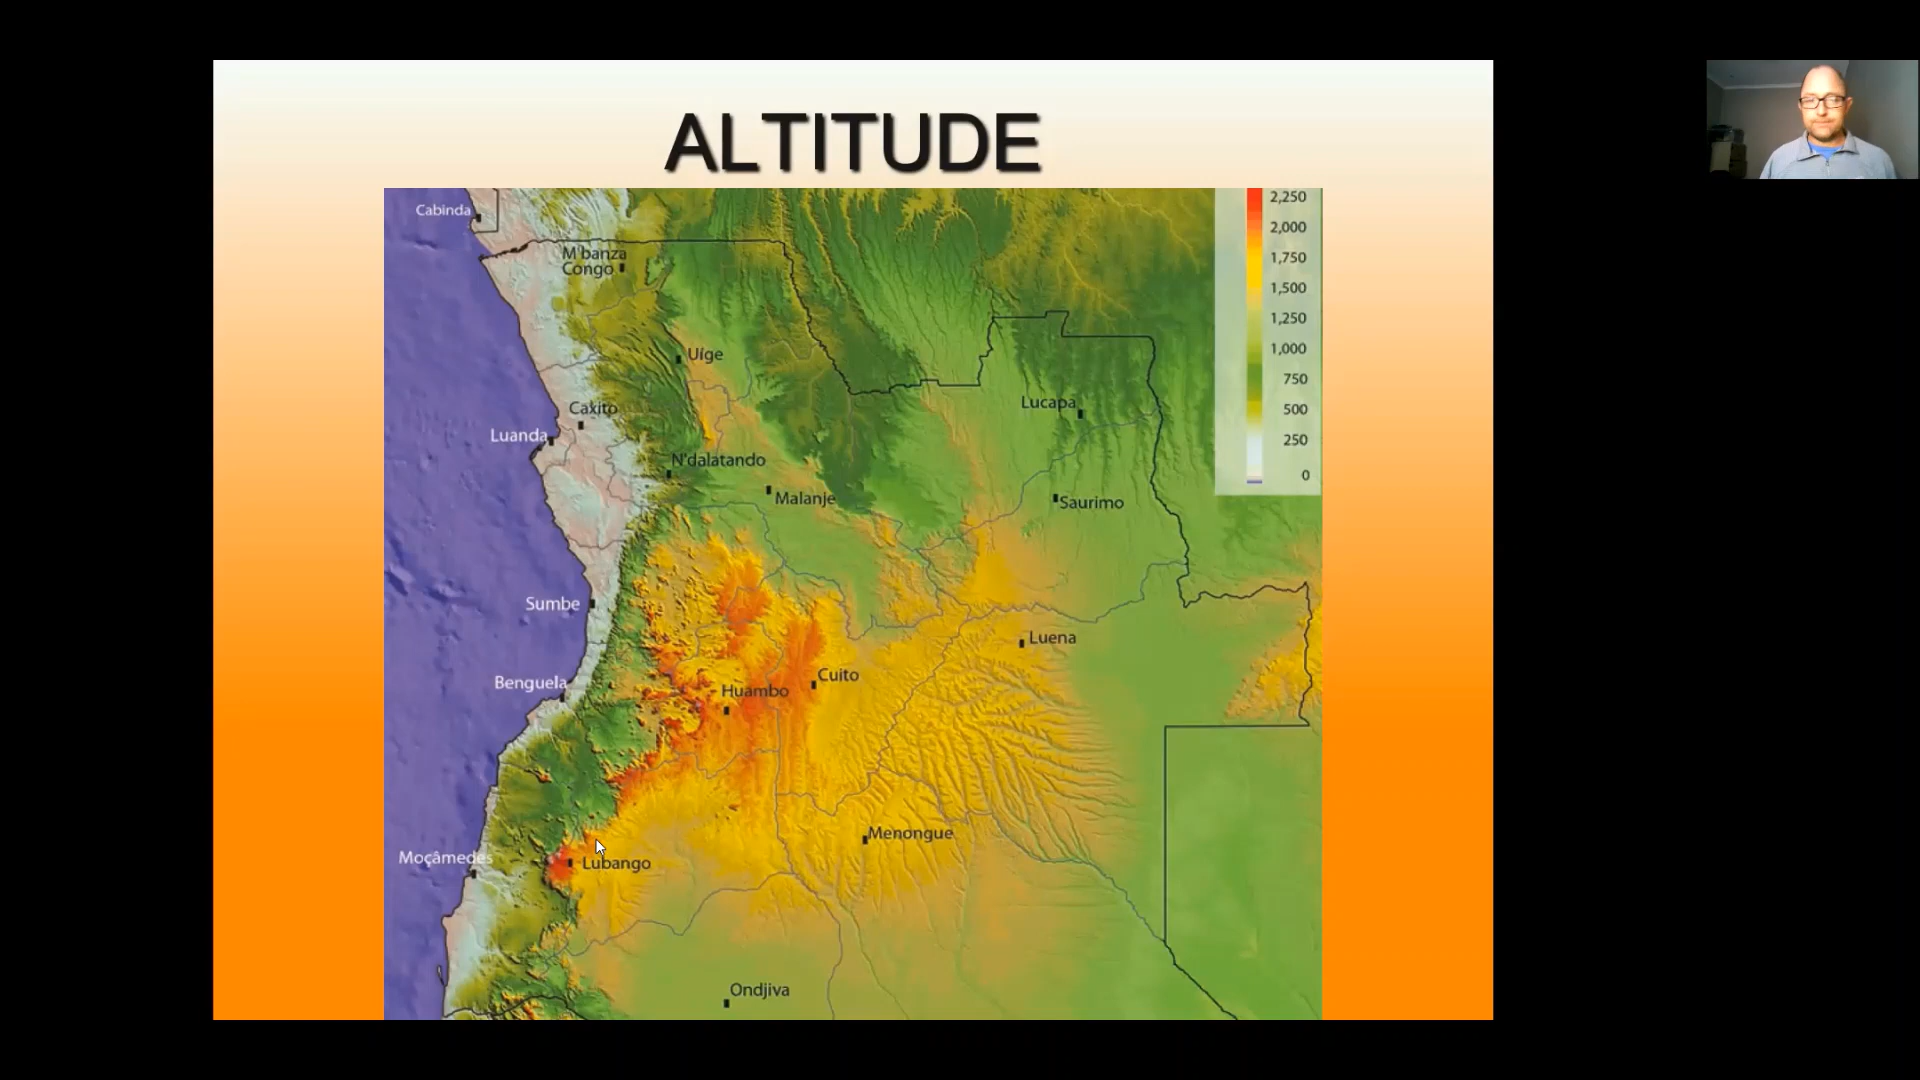 ALTITUDE
Cabinda
M'banza
Congo
Uíge
Caxito
Luanda
N'dalatando
Malanje
Lucapa
Saurimo
Sumbe
Luena
Benguela
Cuito
Huambo
Menongue
Moçâmedes
Lubango
Ondjiva
2,250
2,000
1,750
1,500
1,250
1,000
750
500
250
0